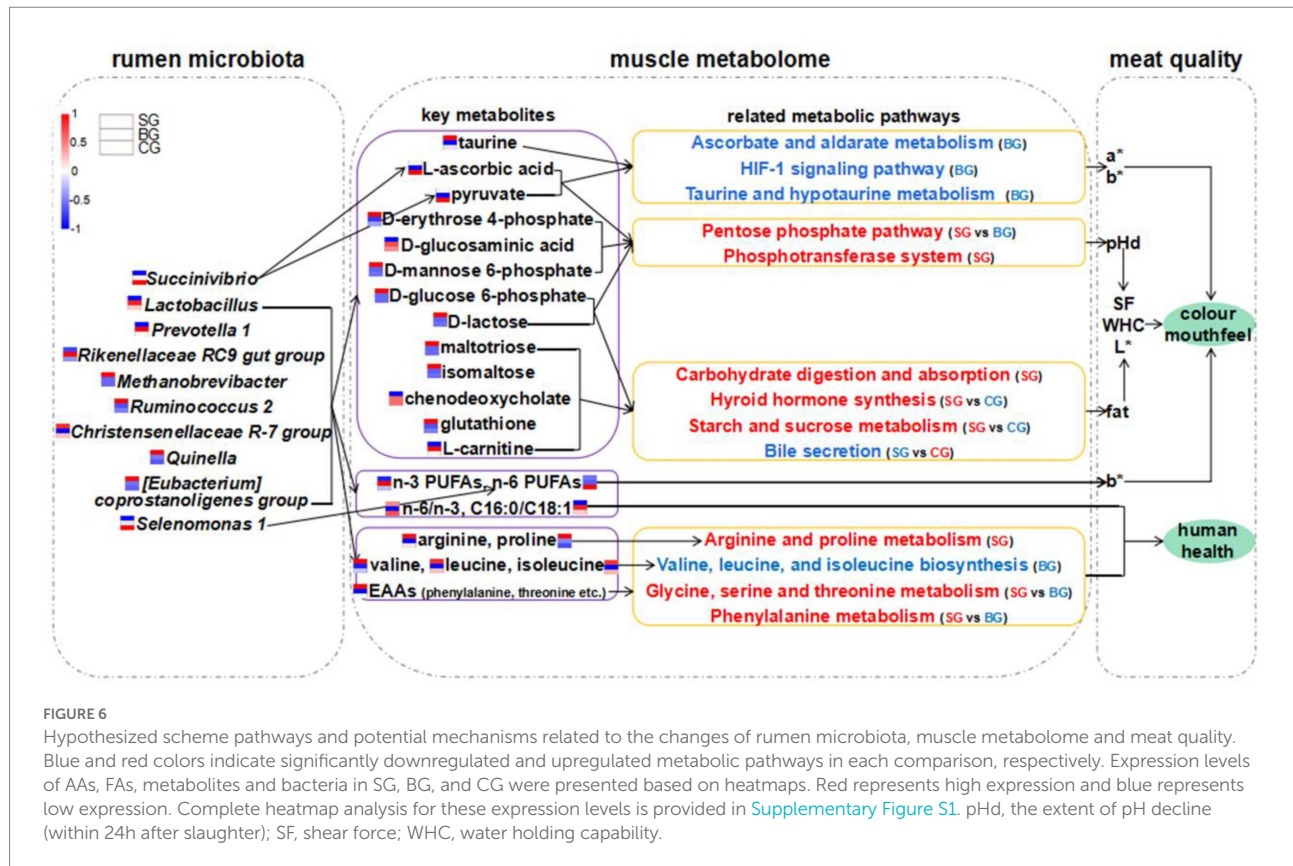 rumen microbiota
muscle metabolome
meat quality
1
0.5
0
-0.5
-1
SG
BG
CG
Succinivibrio
Lactobacillus
Prevotella 1
Rikenellaceae RC9 gut group
Methanobrevibacter
Ruminococcus 2
Christensenellaceae R-7 group
Quinella
[Eubacterium]
coprostanoligenes group
Selenomonas 1
key metabolites
taurine
L-ascorbic acid
pyruvate
D-erythrose 4-phosphate
D-glucosaminic acid
D-mannose 6-phosphate
D-glucose 6-phosphate
D-lactose
maltotriose
isomaltose
chenodeoxycholate
glutathione
L-carnitine
n-3 PUFAs, n-6 PUFAs
n-6/n-3, C16:0/C18:1
arginine, proline
valine, leucine, isoleucine
EAAs (phenylalanine, threonine etc.)
related metabolic pathways
Ascorbate and aldarate metabolism (BG)
HIF-1 signaling pathway (BG)
Taurine and hypotaurine metabolism (BG)
Pentose phosphate pathway (SG vs BG)
Phosphotransferase system (SG)
Carbohydrate digestion and absorption (SG)
Hyroid hormone synthesis (SG vs CG)
Starch and sucrose metabolism (SG vs CG)
Bile secretion (SG vs CG)
Arginine and proline metabolism (SG)
Valine, leucine, and isoleucine biosynthesis (BG)
Glycine, serine and threonine metabolism (SG vs BG)
Phenylalanine metabolism (SG vs BG)
a*
b*
pHd
SF
WHC
L*
fat
b*
colour
mouthfeel
human
health
FIGURE 6
Hypothesized scheme pathways and potential mechanisms related to the changes of rumen microbiota, muscle metabolome and meat quality.
Blue and red colors indicate significantly downregulated and upregulated metabolic pathways in each comparison, respectively. Expression levels
of AAs, FAs, metabolites and bacteria in SG, BG, and CG were presented based on heatmaps. Red represents high expression and blue represents
low expression. Complete heatmap analysis for these expression levels is provided in Supplementary Figure S1. pHd, the extent of pH decline
(within 24h after slaughter); SF, shear force; WHC, water holding capability.